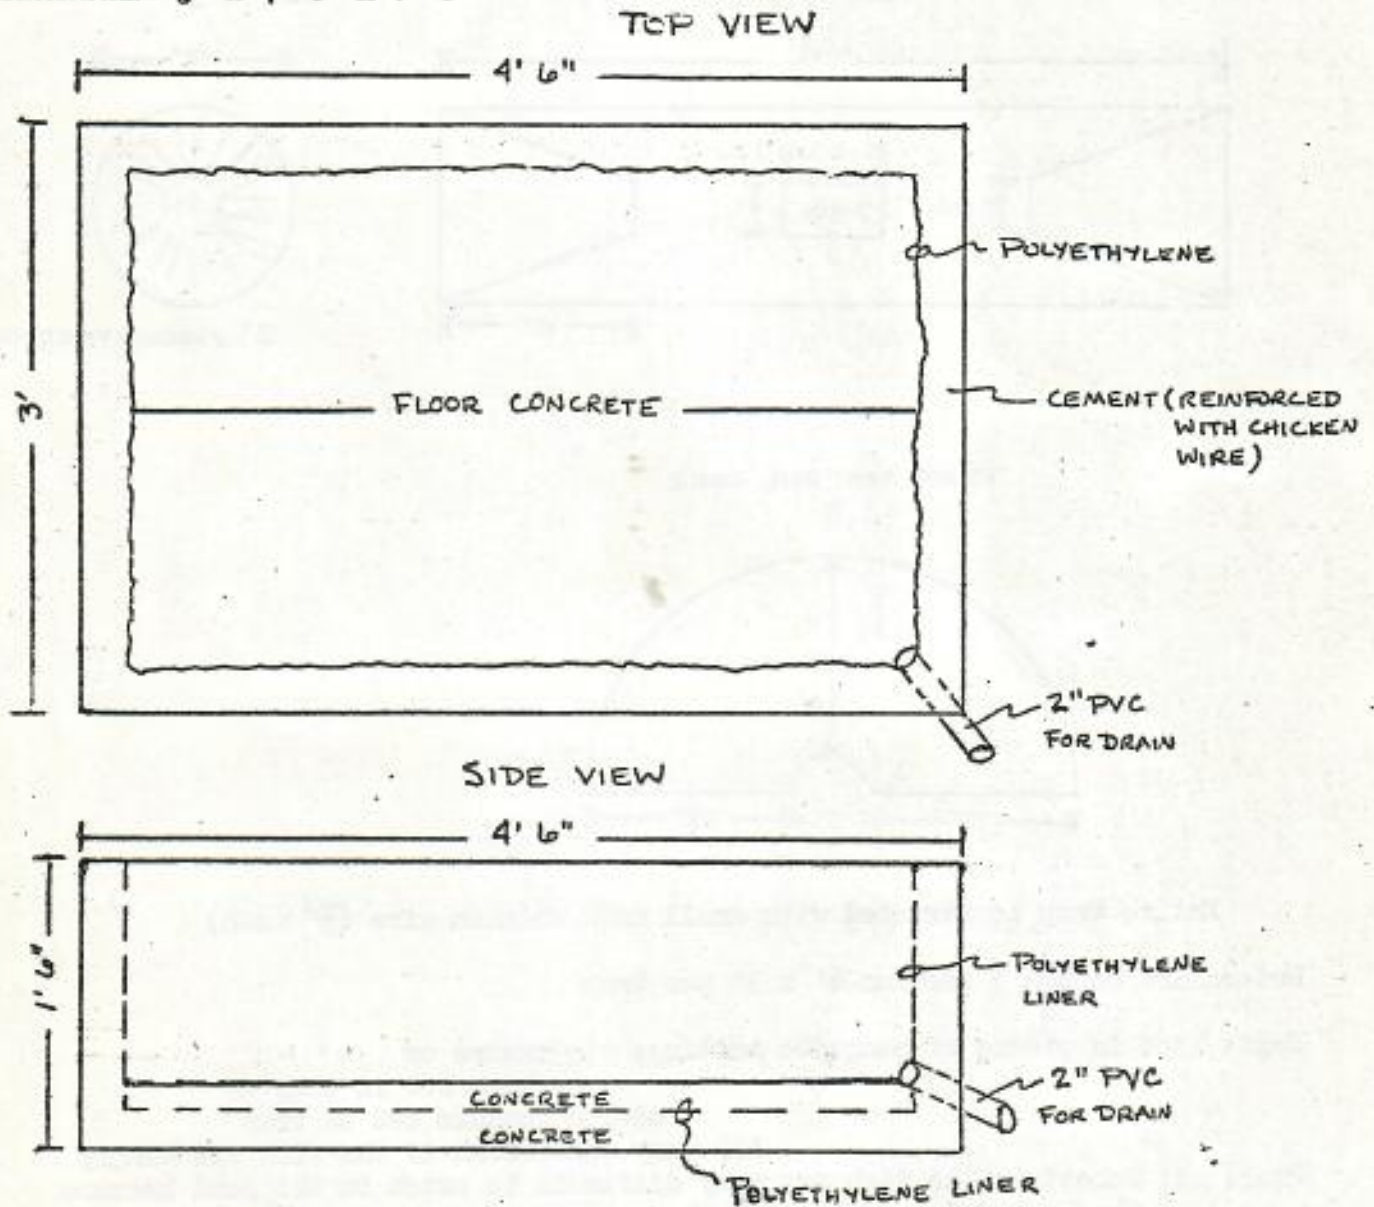 TOP VIEW
4' 6"
POLYETHYLENE
3'
FLOOR CONCRETE
CEMENT (REINFORCED
WITH CHICKEN
WIRE)
2" PVC
FOR DRAIN
SIDE VIEW
4' 6"
1' 6"
POLYETHYLENE
LINER
CONCRETE
2" PVC
FOR DRAIN
CONCRETE
POLYETHYLENE LINER